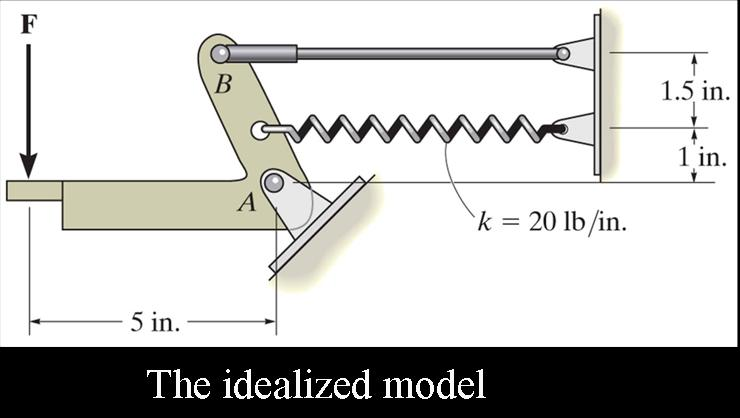 F
B
1.5 in.
1 in.
A
k = 20 lb/in.
5 in.
The idealized model